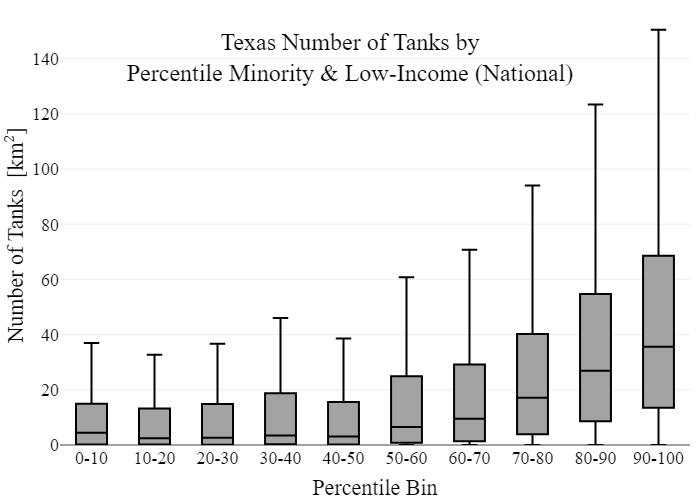 Texas Number of Tanks by
Percentile Minority & Low-Income (National)
Number of Tanks [km²]
140
120
100
80
60
40
20
0
0-10 10-20 20-30 30-40 40-50 50-60 60-70 70-80 80-90 90-100
Percentile Bin